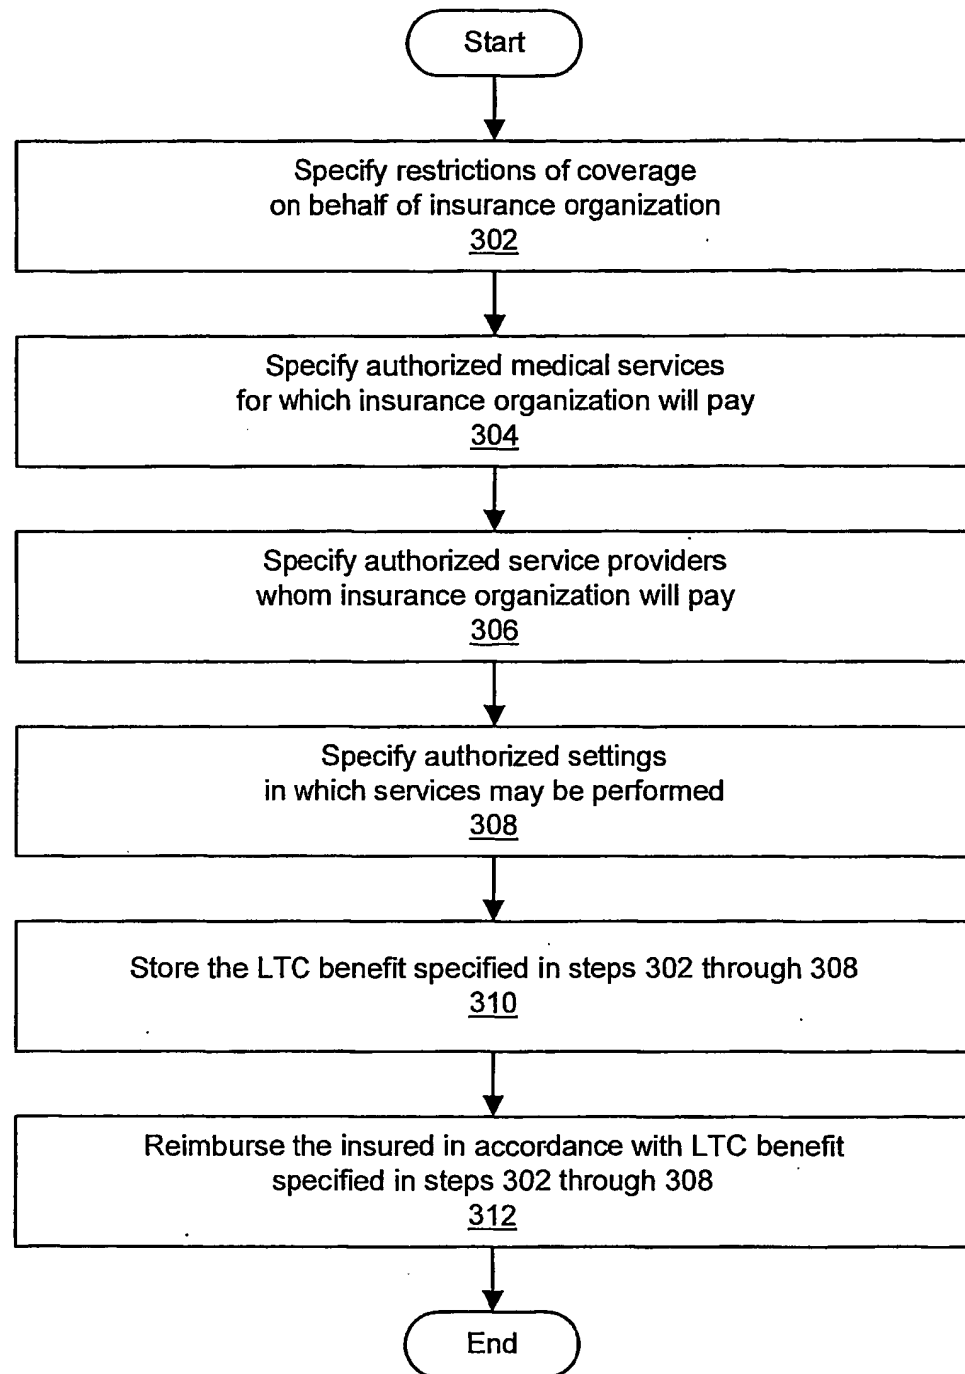 Start
Specify restrictions of coverage
on behalf of insurance organization
302
Specify authorized medical services
for which insurance organization will pay
304
Specify authorized service providers
whom insurance organization will pay
306
Specify authorized settings
in which services may be performed
308
Store the LTC benefit specified in steps 302 through 308
310
Reimburse the insured in accordance with LTC benefit
specified in steps 302 through 308
312
End